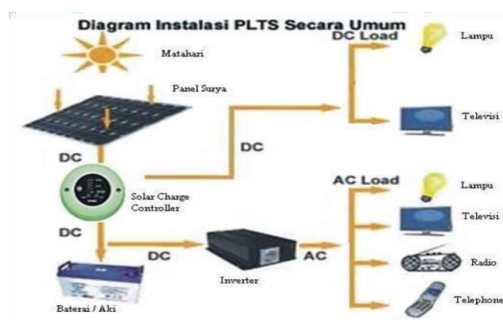 Diagram Instalasi PLTS Secara Umum
DC Load
Lampu
Matahari
Panel Surya
Televisi
DC
DC
AC Load
Lampu
Solar Charge
Controller
Televisi
DC
DC
AC
Radio
Inverter
Baterai / Aki
Telephone